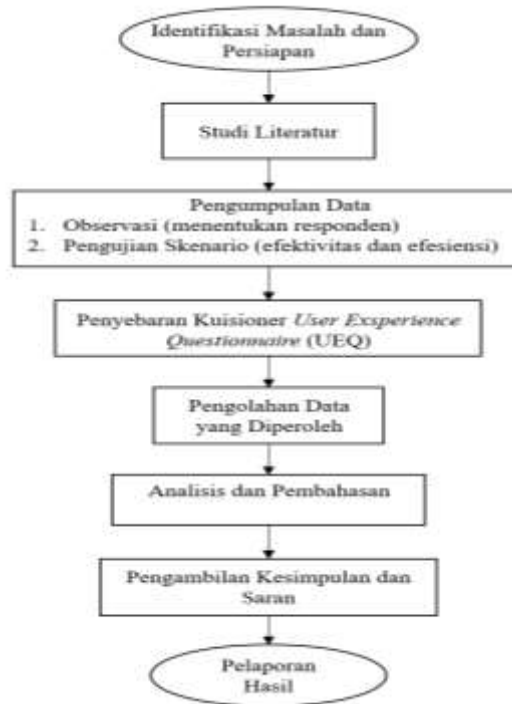 Identifikasi Masalah dan
Persiapan
Studi Literatur
Pengumpulan Data
1. Observasi (menentukan responden)
2. Pengujian Skenario (efektivitas dan efesiensi)
Penyebaran Kuisioner User Exsperience
Questionnaire (UEQ)
Pengolahan Data
yang Diperoleh
Analisis dan Pembahasan
Pengambilan Kesimpulan dan
Saran
Pelaporan
Hasil